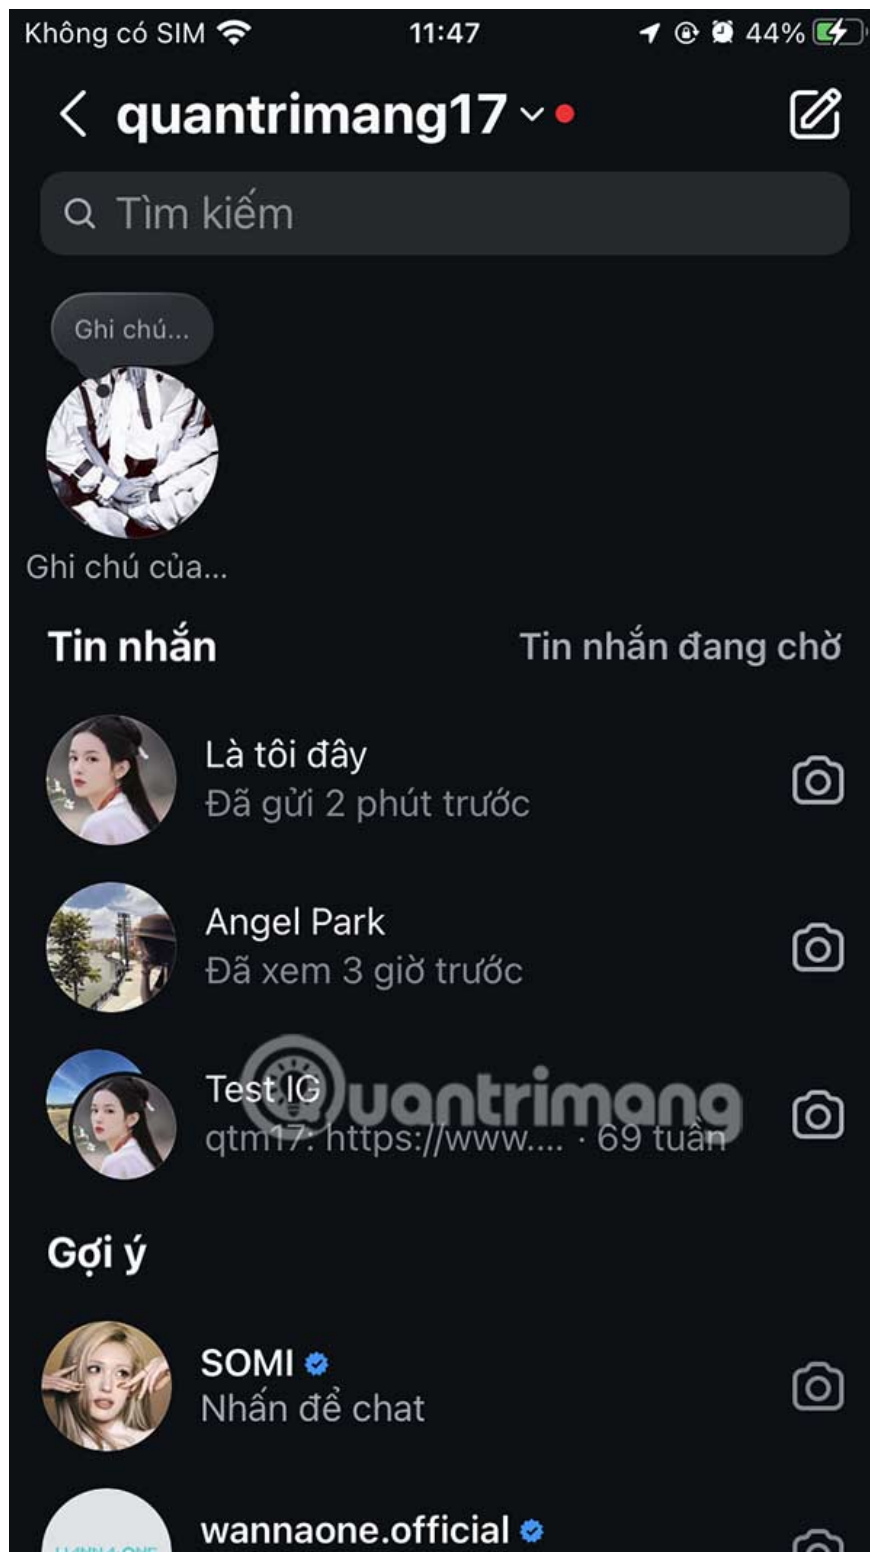 Không có SIM 11:47 44%
quantrimang17
Tìm kiếm
Ghi chú...
Ghi chú của...
Tin nhắn Tin nhắn đang chờ
Là tôi đây
Đã gửi 2 phút trước
Angel Park
Đã xem 3 giờ trước
Test IG
Quantrimang
qtm17: https://www.... · 69 tuần
Gợi ý
SOMI
Nhấn để chat
wannaone.official